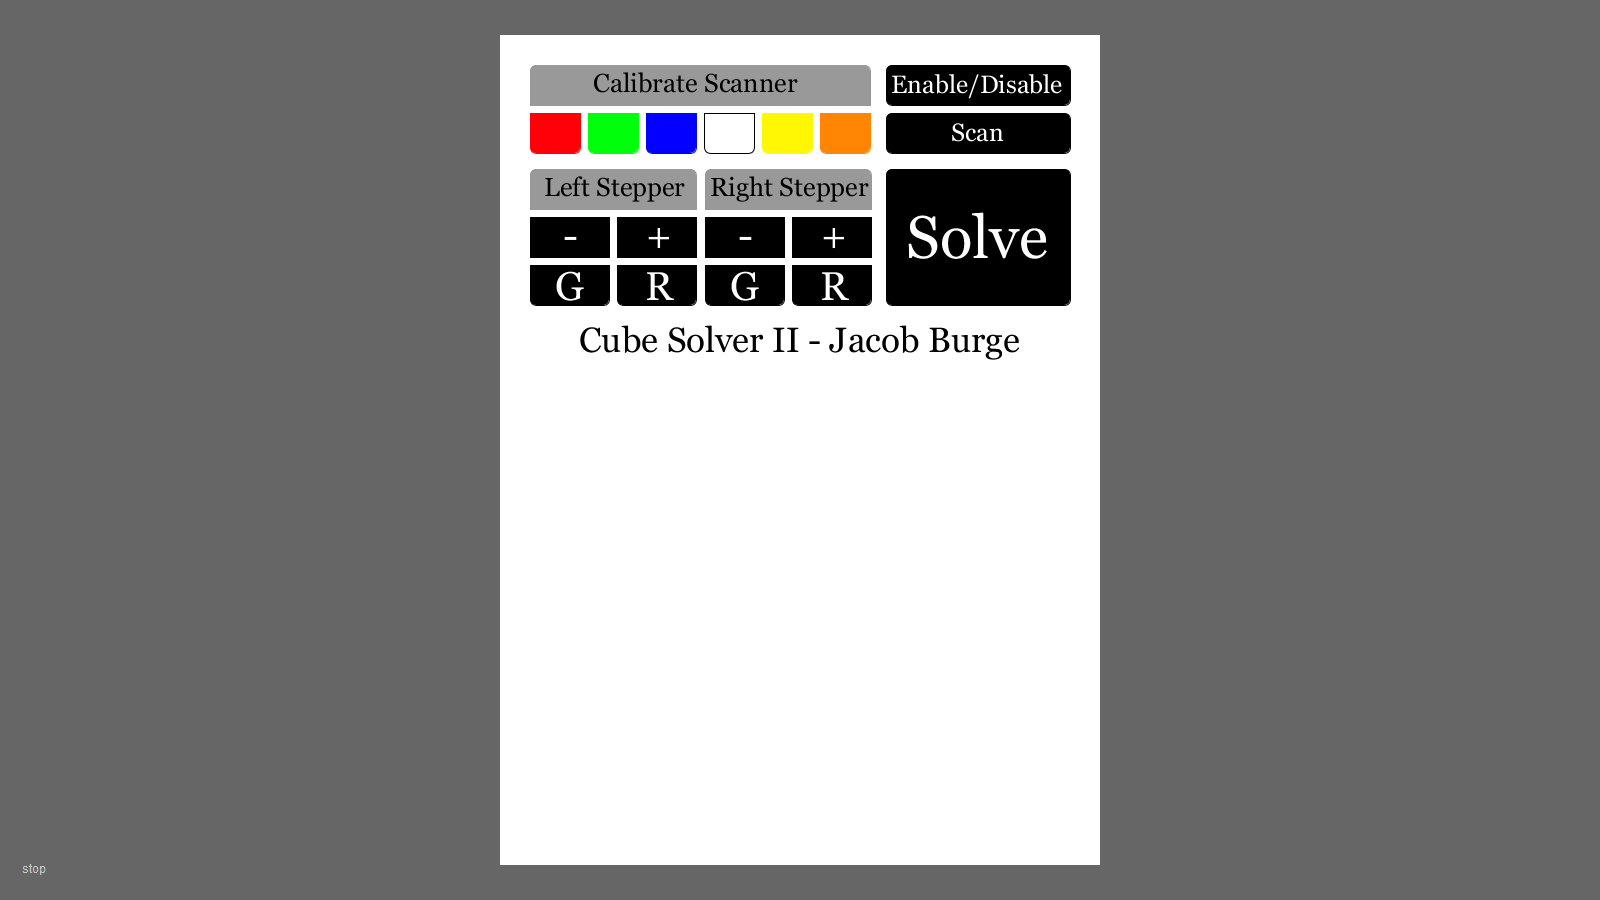 Calibrate Scanner
Enable/Disable
Scan
Left Stepper
Right Stepper
Solve
- + - +
G R G R
Cube Solver II - Jacob Burge
stop